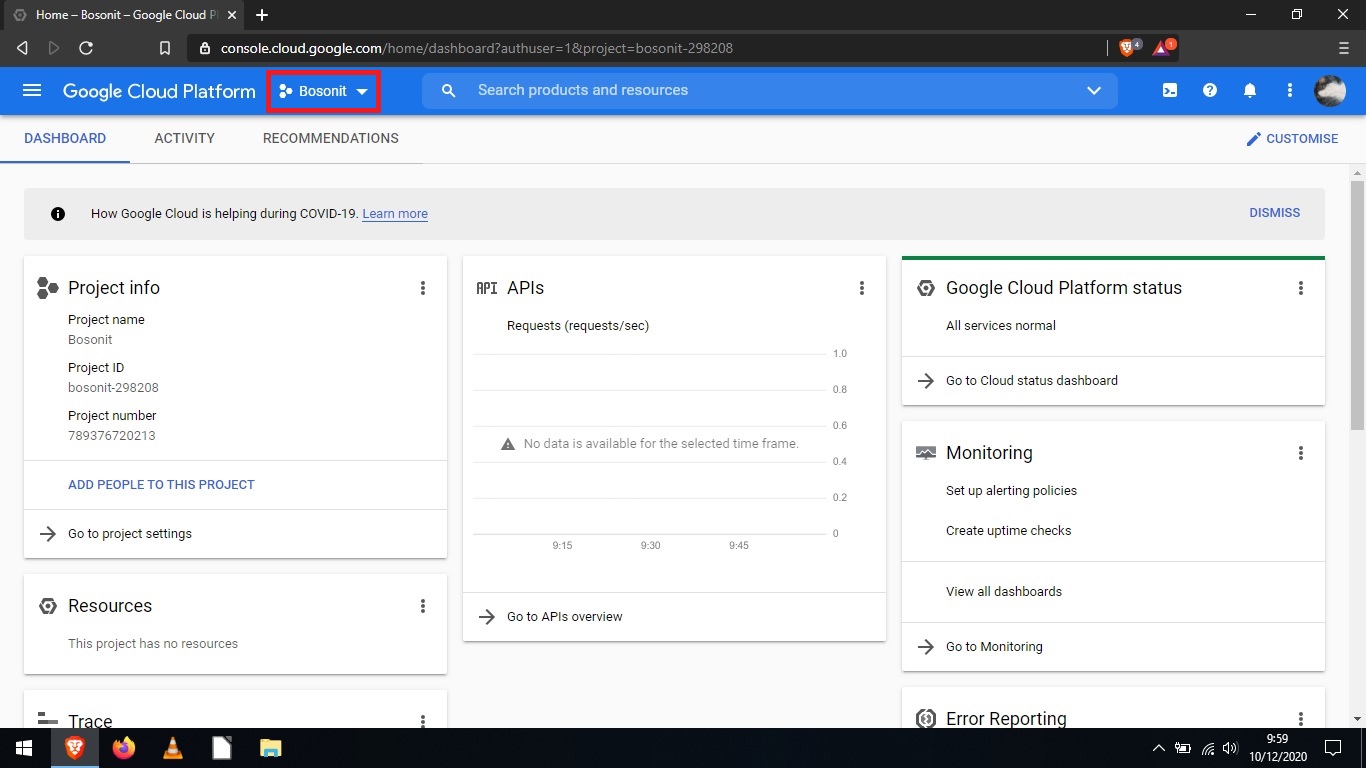 Home – Bosonit – Google Cloud P
console.cloud.google.com/home/dashboard?authuser=1&project=bosonit-298208
4
1
Google Cloud Platform
Bosonit
Search products and resources
DASHBOARD
ACTIVITY
RECOMMENDATIONS
CUSTOMISE
How Google Cloud is helping during COVID-19. Learn more
DISMISS
Project info
Project name
Bosonit
Project ID
bosonit-298208
Project number
789376720213
ADD PEOPLE TO THIS PROJECT
Go to project settings
Resources
This project has no resources
Trace
API APIs
Requests (requests/sec)
1.0
0.8
0.6
No data is available for the selected time frame.
0.4
0.2
0
9:15 9:30 9:45
Go to APIs overview
Google Cloud Platform status
All services normal
Go to Cloud status dashboard
Monitoring
Set up alerting policies
Create uptime checks
View all dashboards
Go to Monitoring
Error Reporting
9:59
10/12/2020